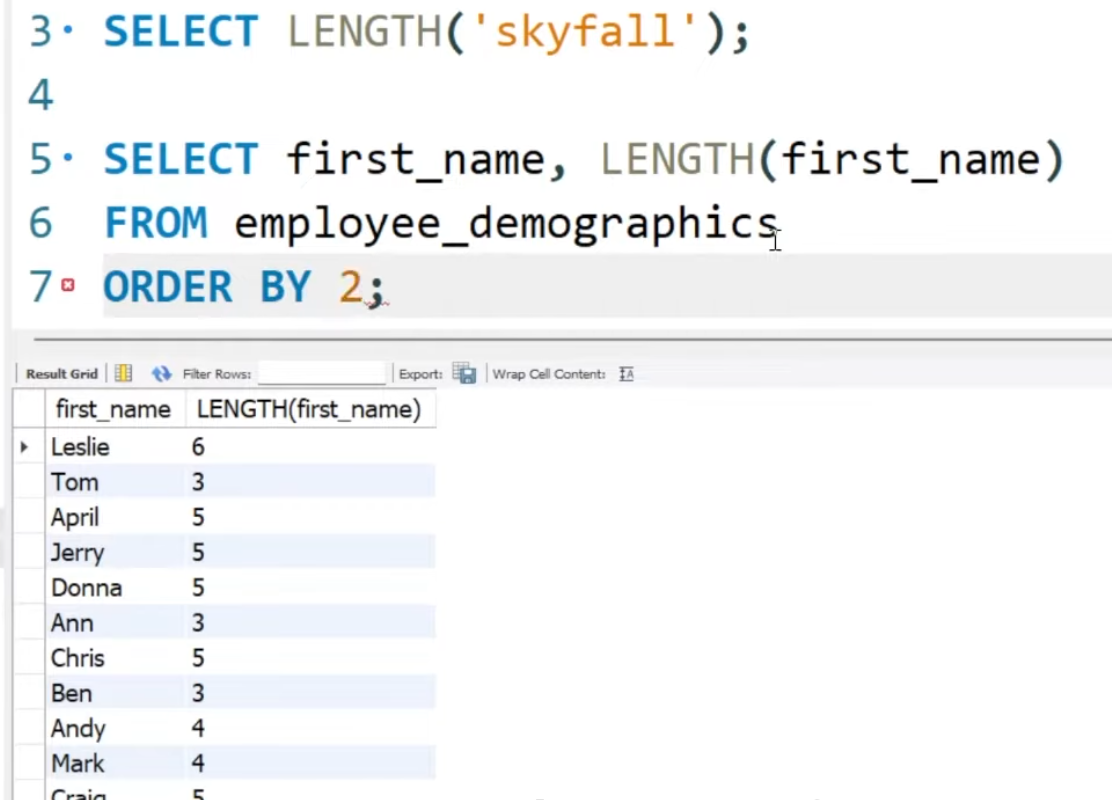 3 SELECT LENGTH('skyfall');
4
5 SELECT first_name, LENGTH(first_name)
6 FROM employee_demographics
7 ORDER BY 2;
Result Grid Filter Rows: Export: Wrap Cell Content: IA
first_name LENGTH(first_name)
Leslie 6
Tom 3
April 5
Jerry 5
Donna 5
Ann 3
Chris 5
Ben 3
Andy 4
Mark 4
Craig 5